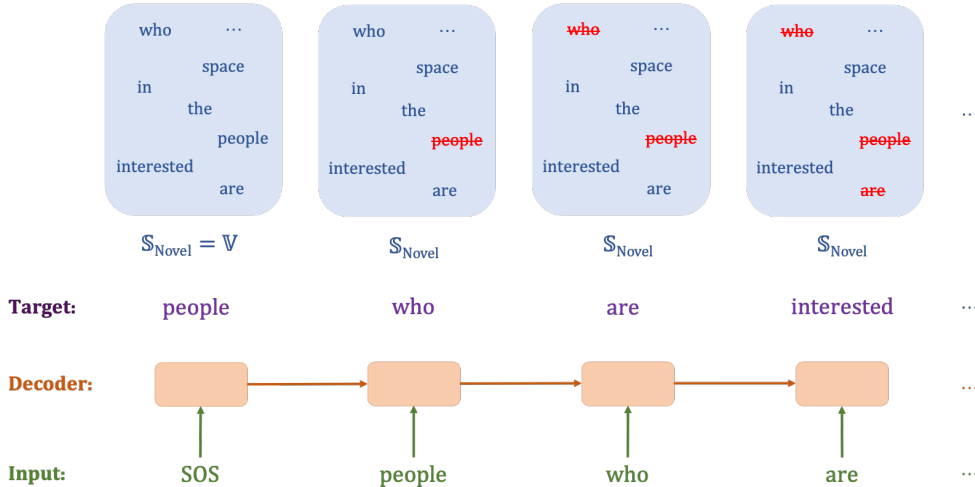 who … who … who … who …
space space space space
in in in in
the the the the
people people people people
interested interested interested interested
are are are are
…
𝕊Novel = 𝕍 𝕊Novel 𝕊Novel 𝕊Novel
Target: people who are interested …
Decoder: …
Input: SOS people who are …